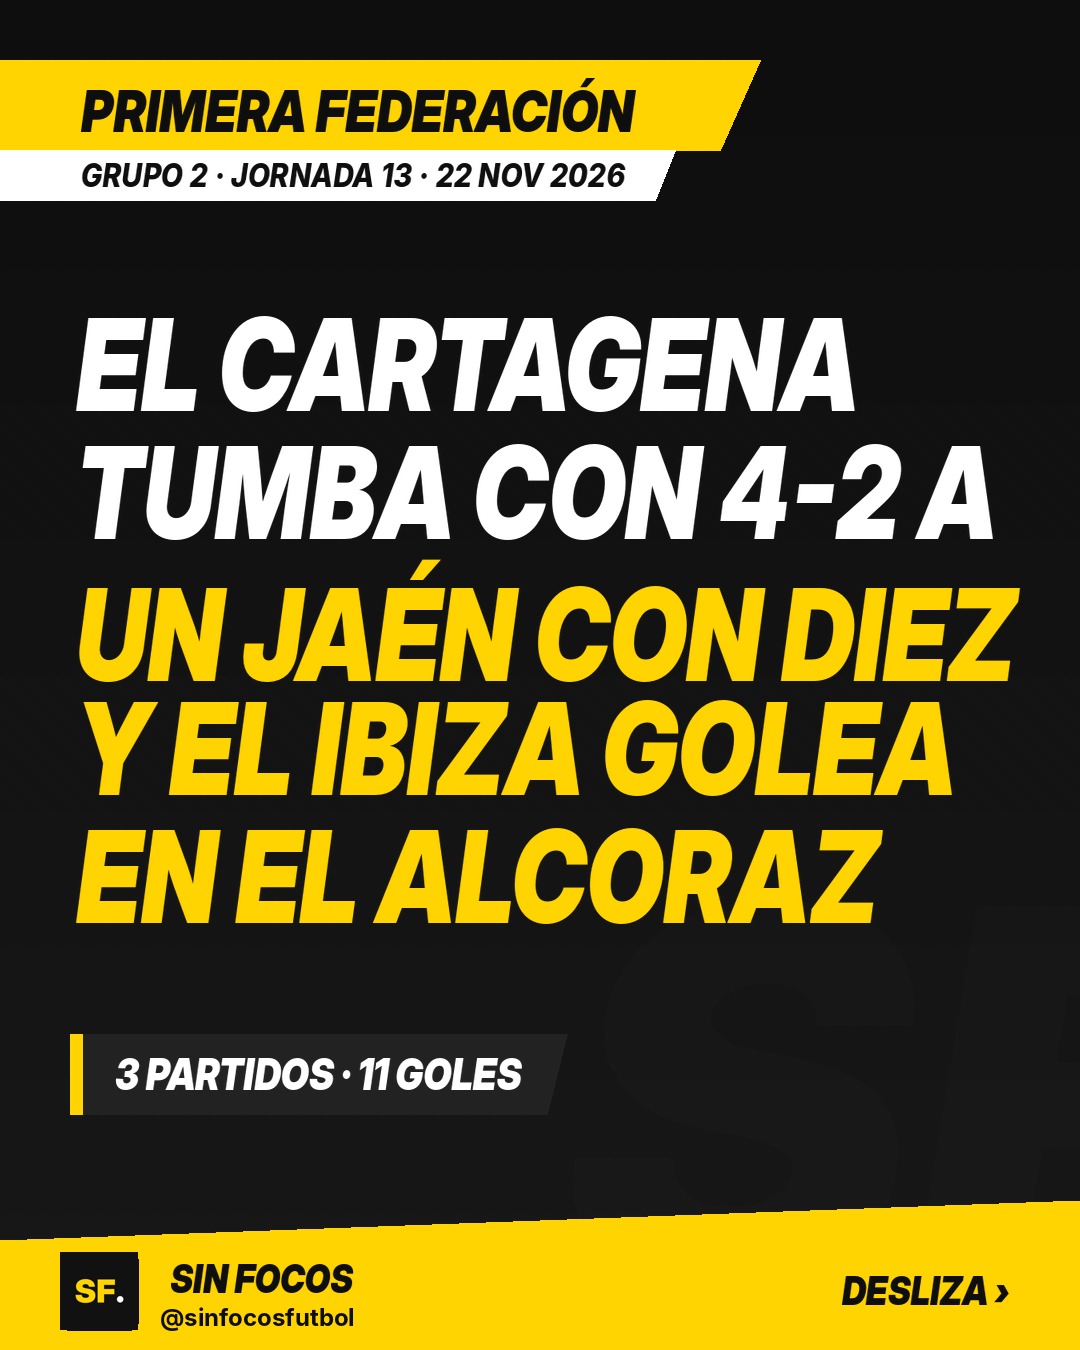 PRIMERA FEDERACIÓN
GRUPO 2 · JORNADA 13 · 22 NOV 2026
EL CARTAGENA
TUMBA CON 4-2 A
UN JAÉN CON DIEZ
Y EL IBIZA GOLEA
EN EL ALCORAZ
3 PARTIDOS · 11 GOLES
SF.
SIN FOCOS
@sinfocosfutbol
DESLIZA ›
SF